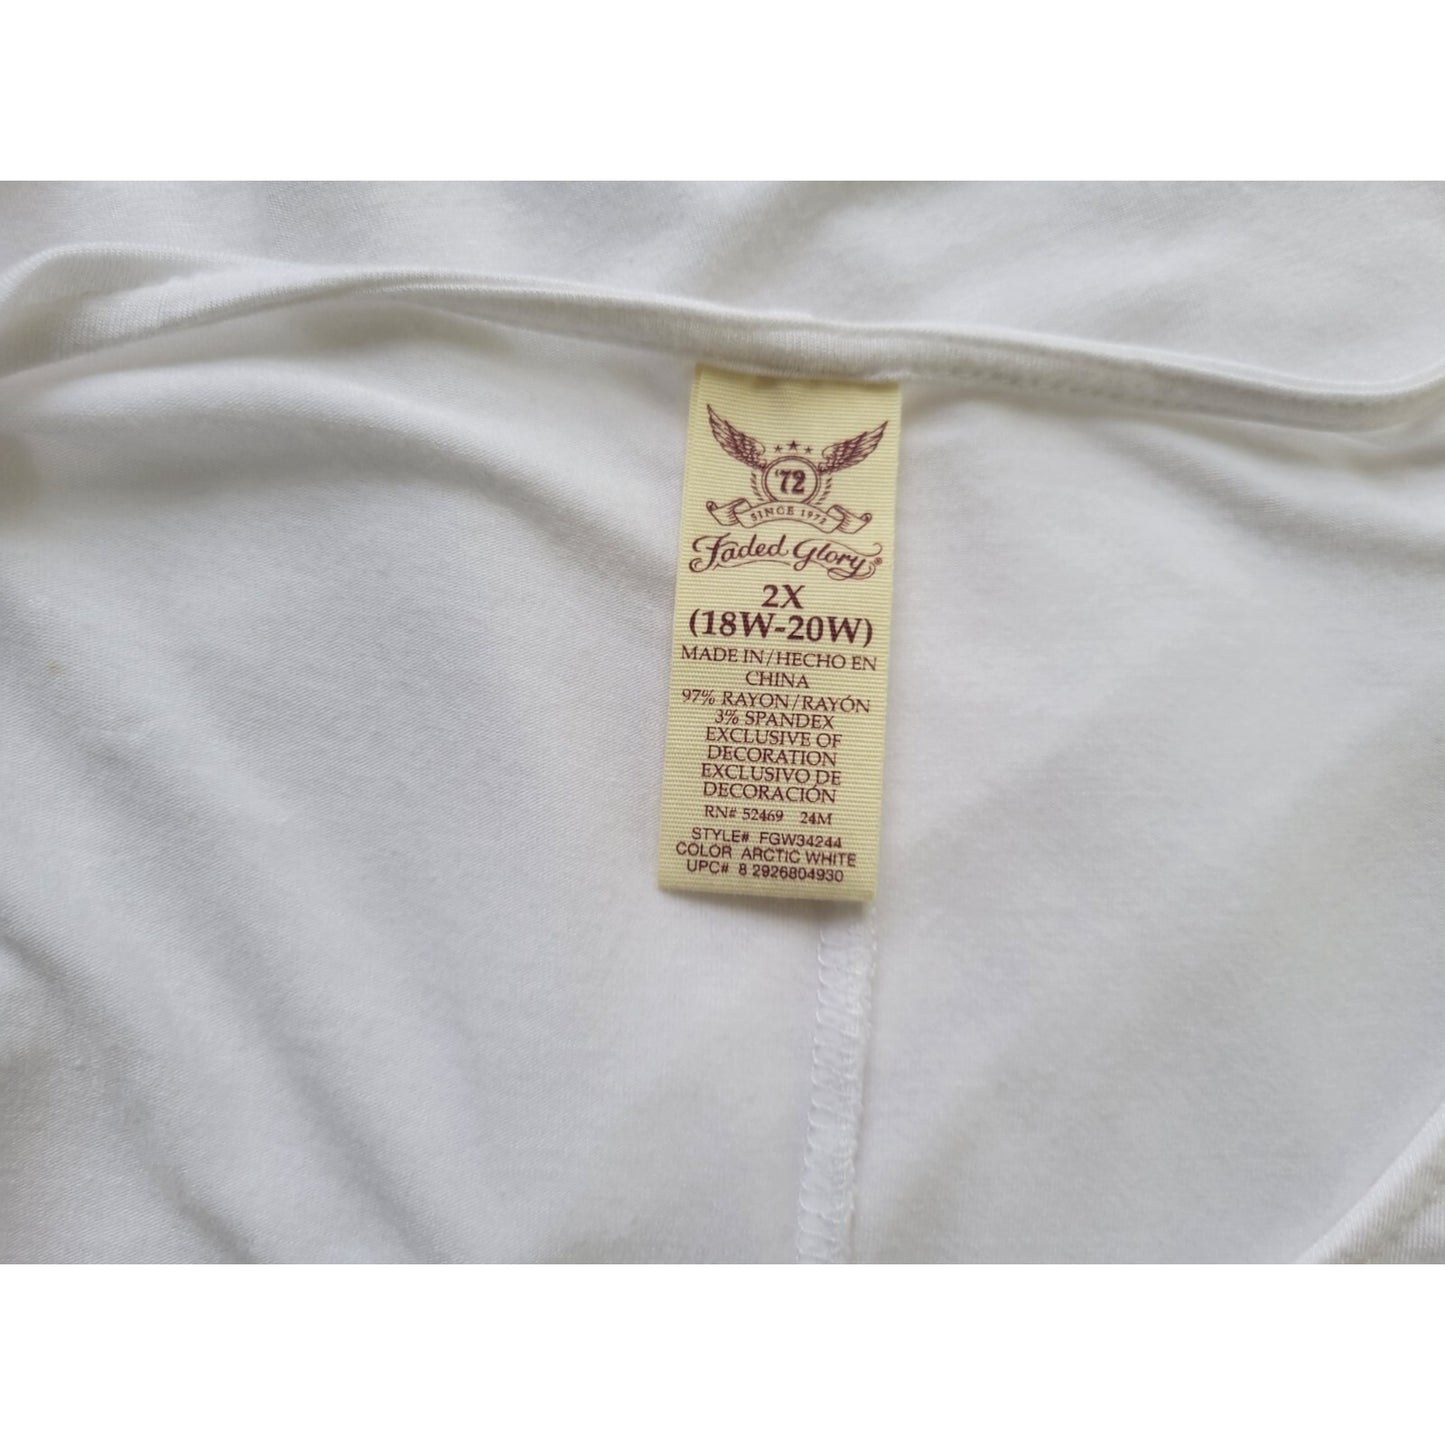 '72
SINCE 1972
Faded Glory®
2X
(18W-20W)
MADE IN/HECHO EN
CHINA
97% RAYON/RAYÓN
3% SPANDEX
EXCLUSIVE OF
DECORATION
EXCLUSIVO DE
DECORACIÓN
RN# 52469 24M
STYLE# FGW34244
COLOR ARCTIC WHITE
UPC# 8 2926804930